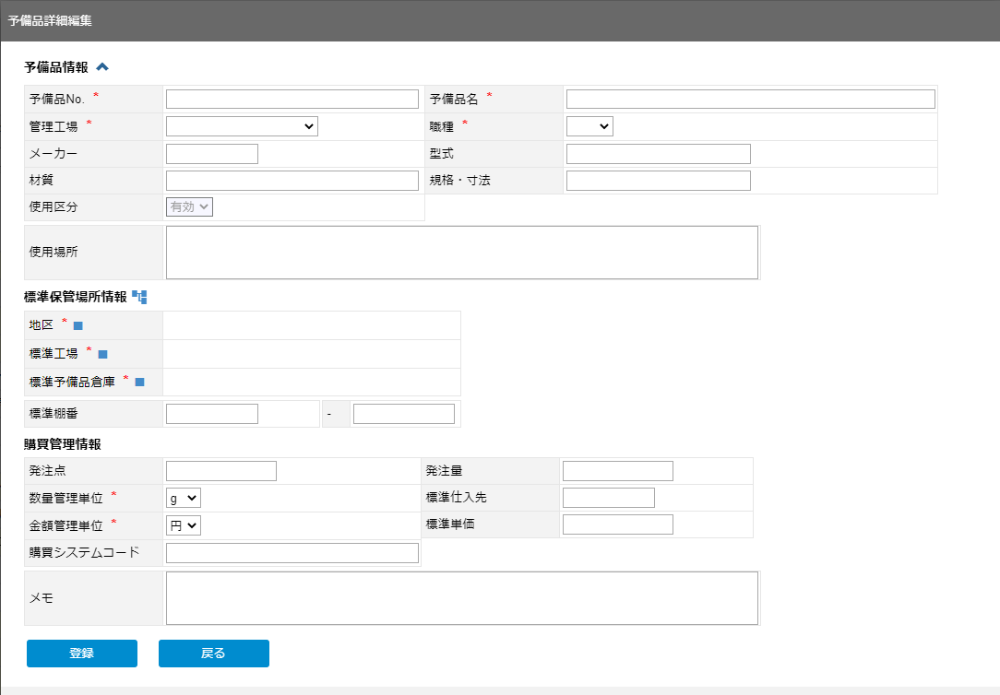 予備品詳細編集
予備品情報
予備品No. * 予備品名 *
管理工場 * 職種 *
メーカー 型式
材質 規格・寸法
使用区分 有効
使用場所
標準保管場所情報
地区 *
標準工場 *
標準予備品倉庫 *
標準棚番 -
購買管理情報
発注点 発注量
数量管理単位 * g 標準仕入先
金額管理単位 * 円 標準単価
購買システムコード
メモ
登録 戻る